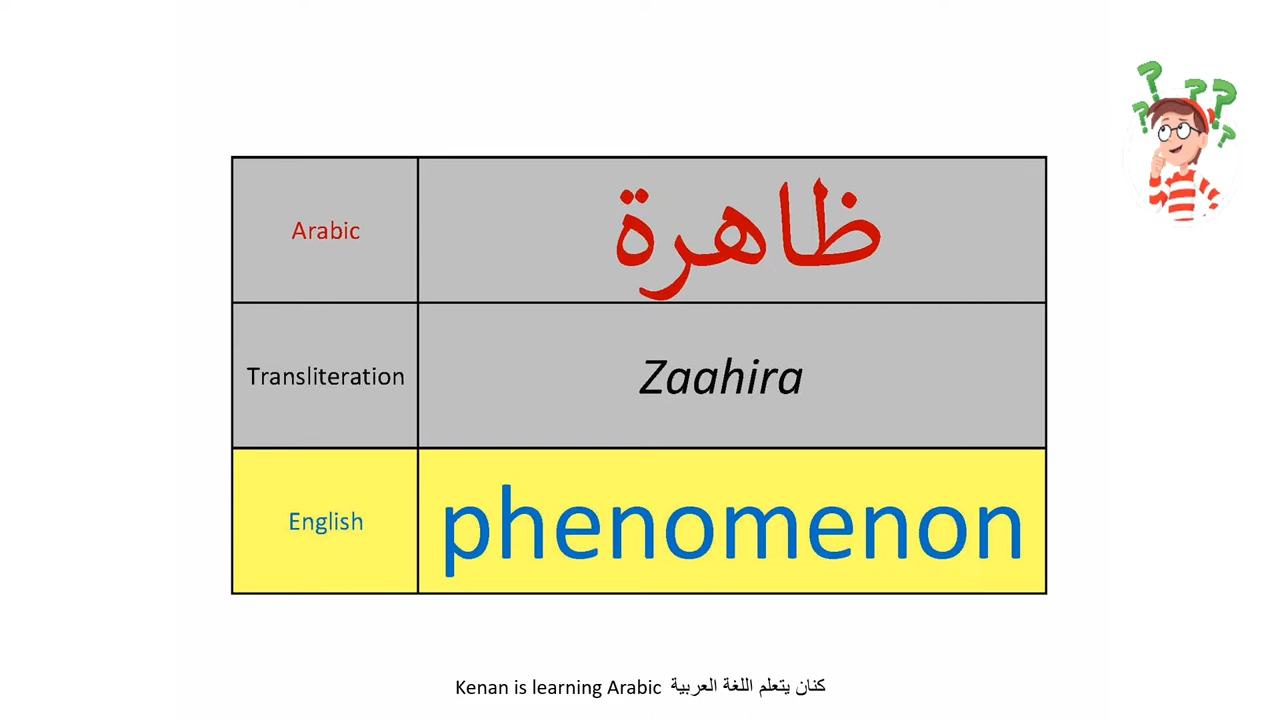 Arabic ظاهرة
Transliteration Zaahira
English phenomenon
Kenan is learning Arabic كنان يتعلم اللغة العربية